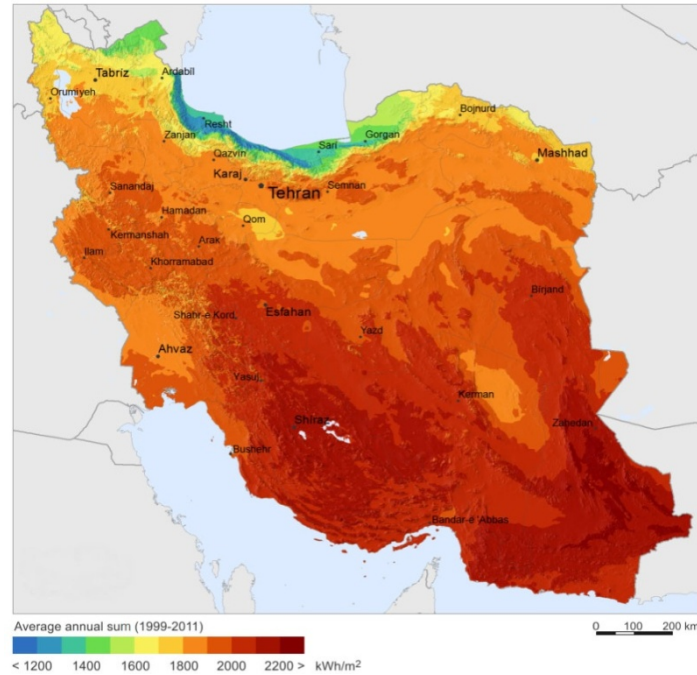 Tabriz
Ardabil
Orumiyeh
Resht
Bojnurd
Zanjan
Sari
Gorgan
Qazvin
Mashhad
Karaj
Tehran
Semnan
Sanandaj
Hamadan
Qom
Kermanshah
Arak
Ilam
Khorramabad
Birjand
Shahr-e Kord
Esfahan
Yazd
Ahvaz
Yasuj
Kerman
Shiraz
Zahedan
Bushehr
Bandar-e 'Abbas
Average annual sum (1999-2011)
0 100 200 km
< 1200 1400 1600 1800 2000 2200 > kWh/m²